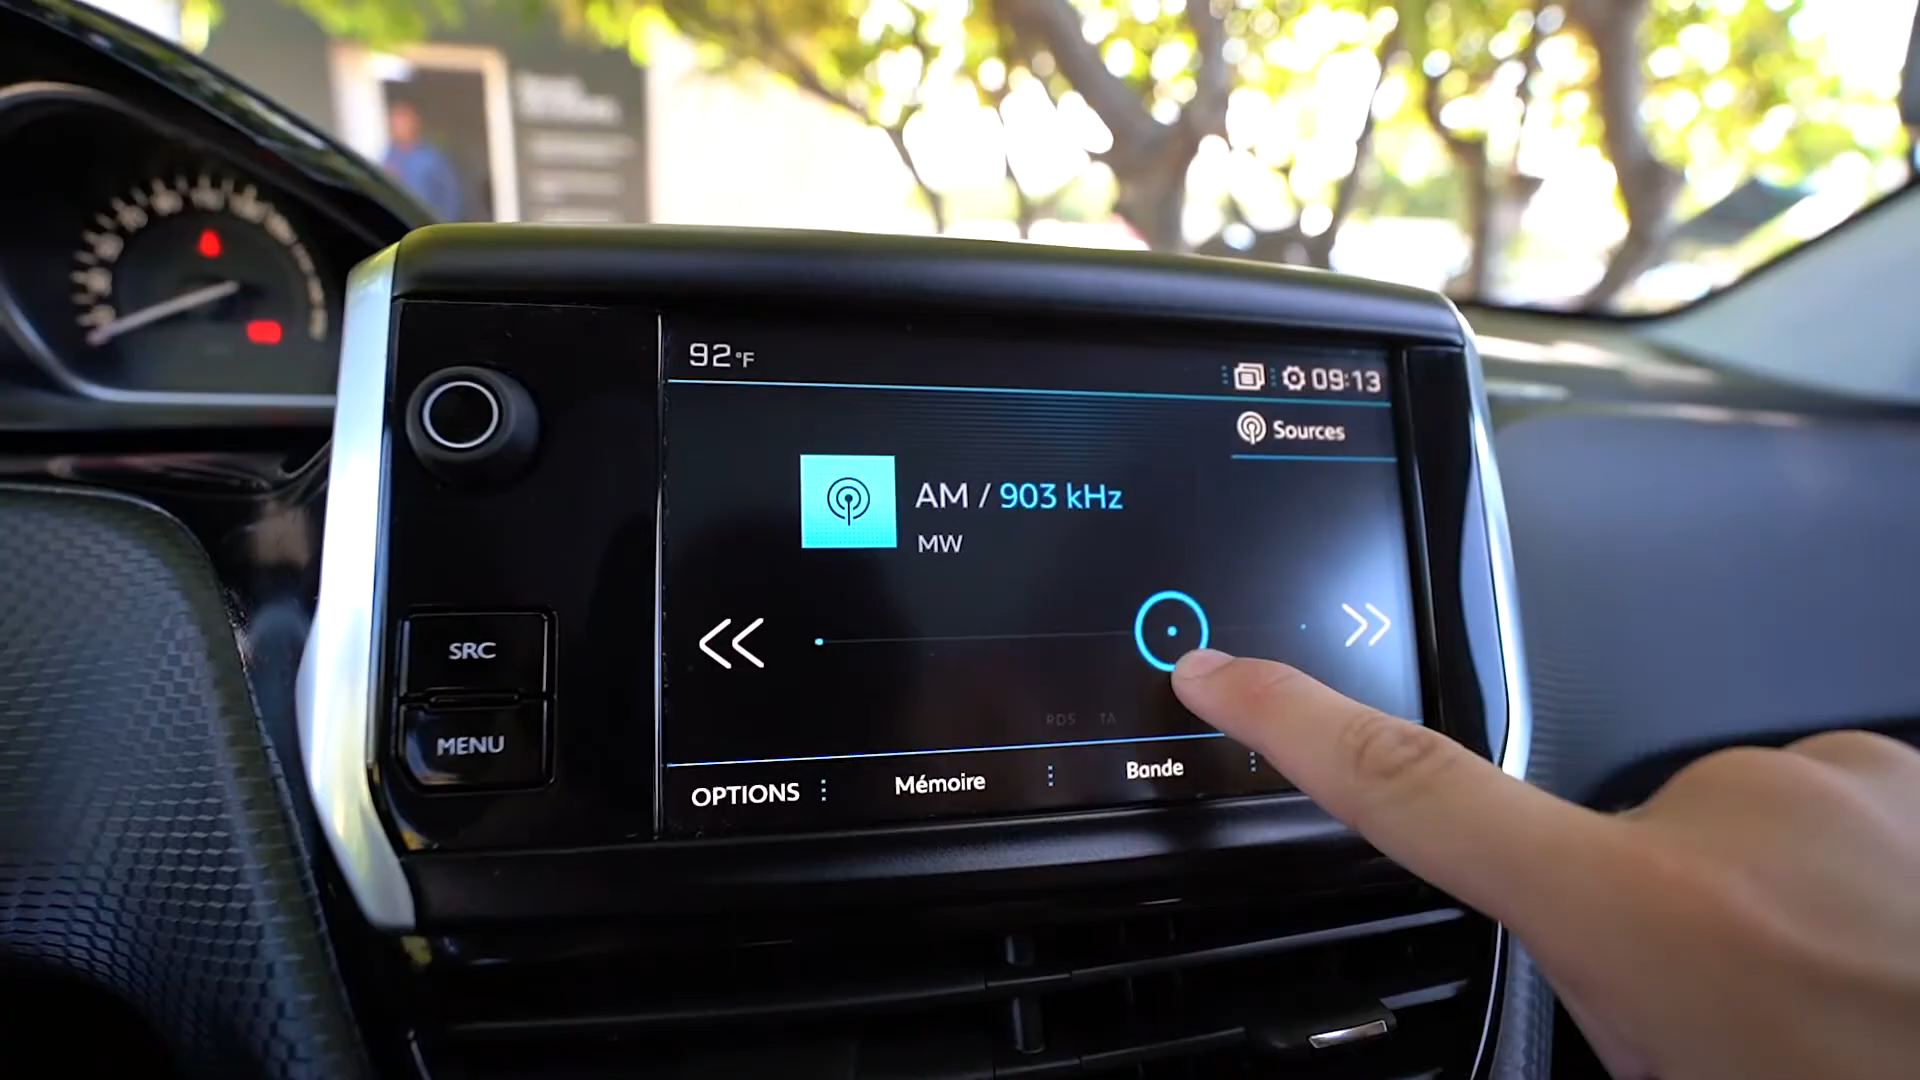 92°F
09:13
Sources
AM / 903 kHz
MW
SRC
MENU
RDS TA
OPTIONS
Mémoire
Bande